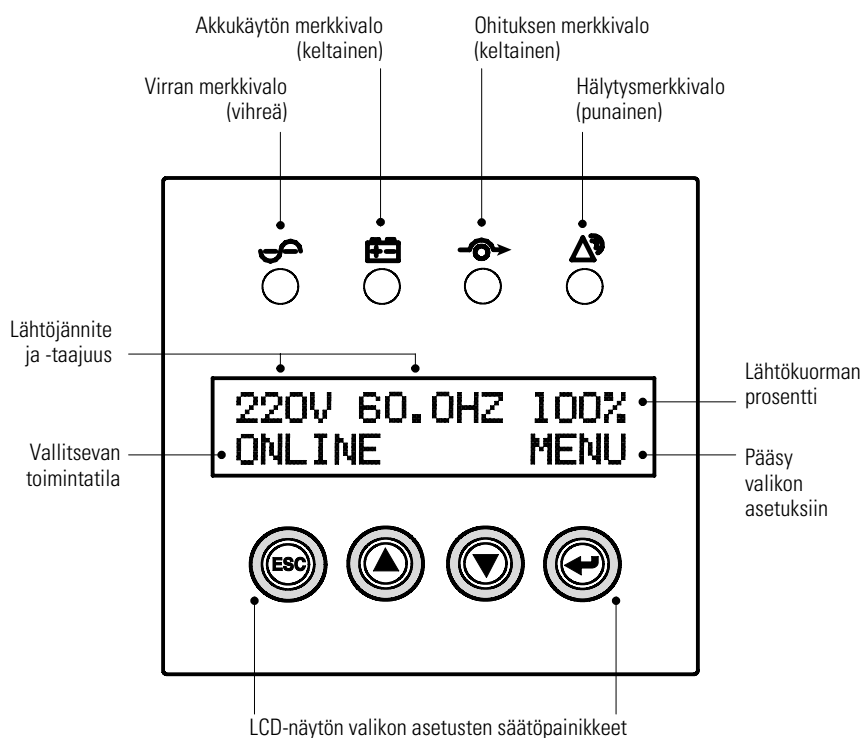 Akkukäytön merkkivalo
(keltainen)
Ohituksen merkkivalo
(keltainen)
Virran merkkivalo
(vihreä)
Hälytysmerkkivalo
(punainen)
Lähtöjännite
ja -taajuus
220V 60.0HZ 100%
ONLINE MENU
Lähtökuorman
prosentti
Vallitsevan
toimintatila
Pääsy
valikon
asetuksiin
ESC
LCD-näytön valikon asetusten säätöpainikkeet